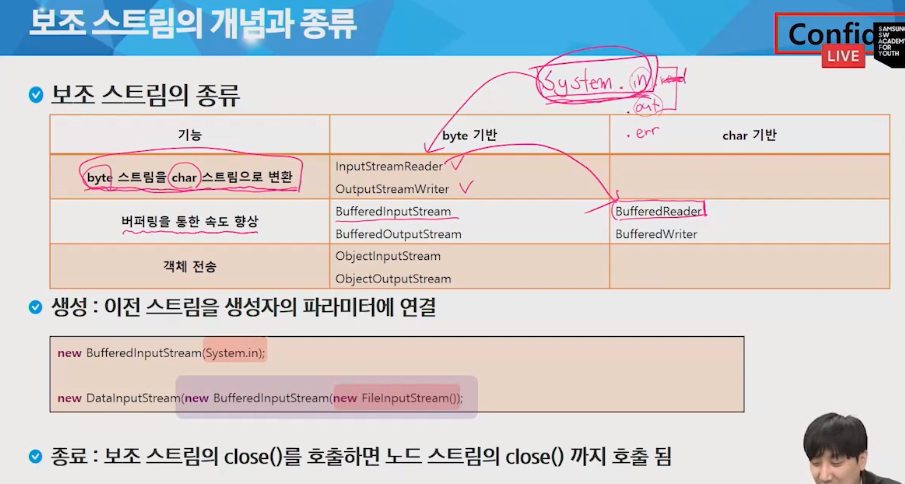 보조 스트림의 개념과 종류
Confid
LIVE
SAMSUNG
SW
ACADEMY
FOR
YOUTH
System.in
.out
.err
보조 스트림의 종류
기능 byte 기반 char 기반
byte 스트림을 char 스트림으로 변환
InputStreamReader
OutputStreamWriter
버퍼링을 통한 속도 향상
BufferedInputStream BufferedReader
BufferedOutputStream BufferedWriter
객체 전송
ObjectInputStream
ObjectOutputStream
생성 : 이전 스트림을 생성자의 파라미터에 연결
new BufferedInputStream(System.in);
new DataInputStream(new BufferedInputStream(new FileInputStream());
종료 : 보조 스트림의 close()를 호출하면 노드 스트림의 close() 까지 호출 됨